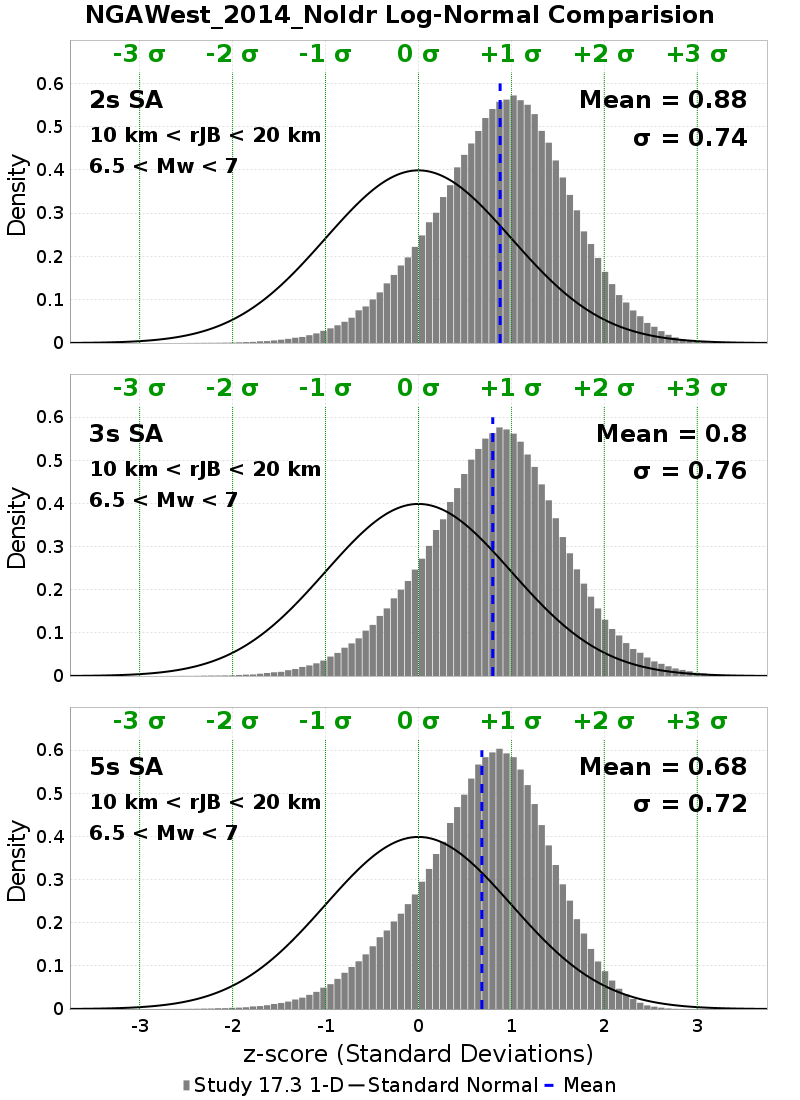 NGAWest_2014_NoIdr Log-Normal Comparision
-3 σ -2 σ -1 σ 0 σ +1 σ +2 σ +3 σ
2s SA
10 km < rJB < 20 km
6.5 < Mw < 7
Mean = 0.88
σ = 0.74
Density
0.6
0.5
0.4
0.3
0.2
0.1
0
-3 σ -2 σ -1 σ 0 σ +1 σ +2 σ +3 σ
3s SA
10 km < rJB < 20 km
6.5 < Mw < 7
Mean = 0.8
σ = 0.76
Density
0.6
0.5
0.4
0.3
0.2
0.1
0
-3 σ -2 σ -1 σ 0 σ +1 σ +2 σ +3 σ
5s SA
10 km < rJB < 20 km
6.5 < Mw < 7
Mean = 0.68
σ = 0.72
Density
0.6
0.5
0.4
0.3
0.2
0.1
0
-3 -2 -1 0 1 2 3
z-score (Standard Deviations)
Study 17.3 1-D Standard Normal Mean